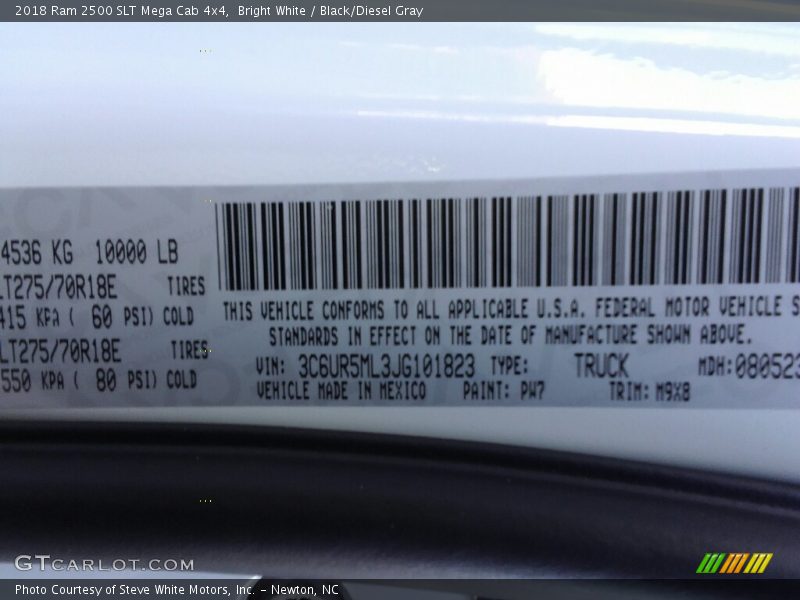 2018 Ram 2500 SLT Mega Cab 4x4,  Bright White / Black/Diesel Gray
4536 KG  10000 LB
LT275/70R18E TIRES
415 KPA ( 60 PSI) COLD
LT275/70R18E TIRES
550 KPA ( 80 PSI) COLD
THIS VEHICLE CONFORMS TO ALL APPLICABLE U.S.A. FEDERAL MOTOR VEHICLE S
STANDARDS IN EFFECT ON THE DATE OF MANUFACTURE SHOWN ABOVE.
VIN: 3C6UR5ML3JG101823 TYPE: TRUCK MDH:080523
VEHICLE MADE IN MEXICO PAINT: PW7 TRIM: M9X8
GTCARLOT.COM
Photo Courtesy of Steve White Motors, Inc. – Newton, NC